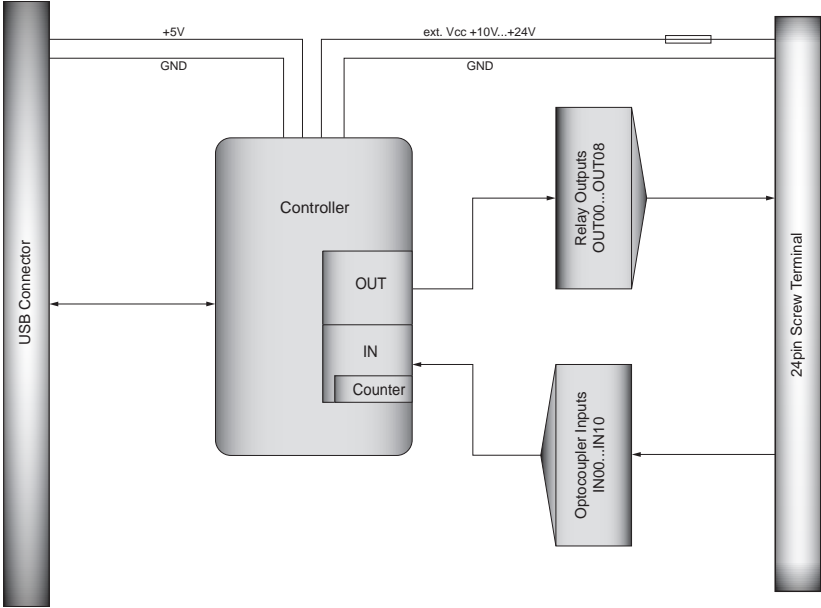 +5V
ext. Vcc +10V...+24V
GND
GND
Relay Outputs
OUT00...OUT08
Controller
USB Connector
24pin Screw Terminal
OUT
IN
Counter
Optocoupler Inputs
IN00...IN10